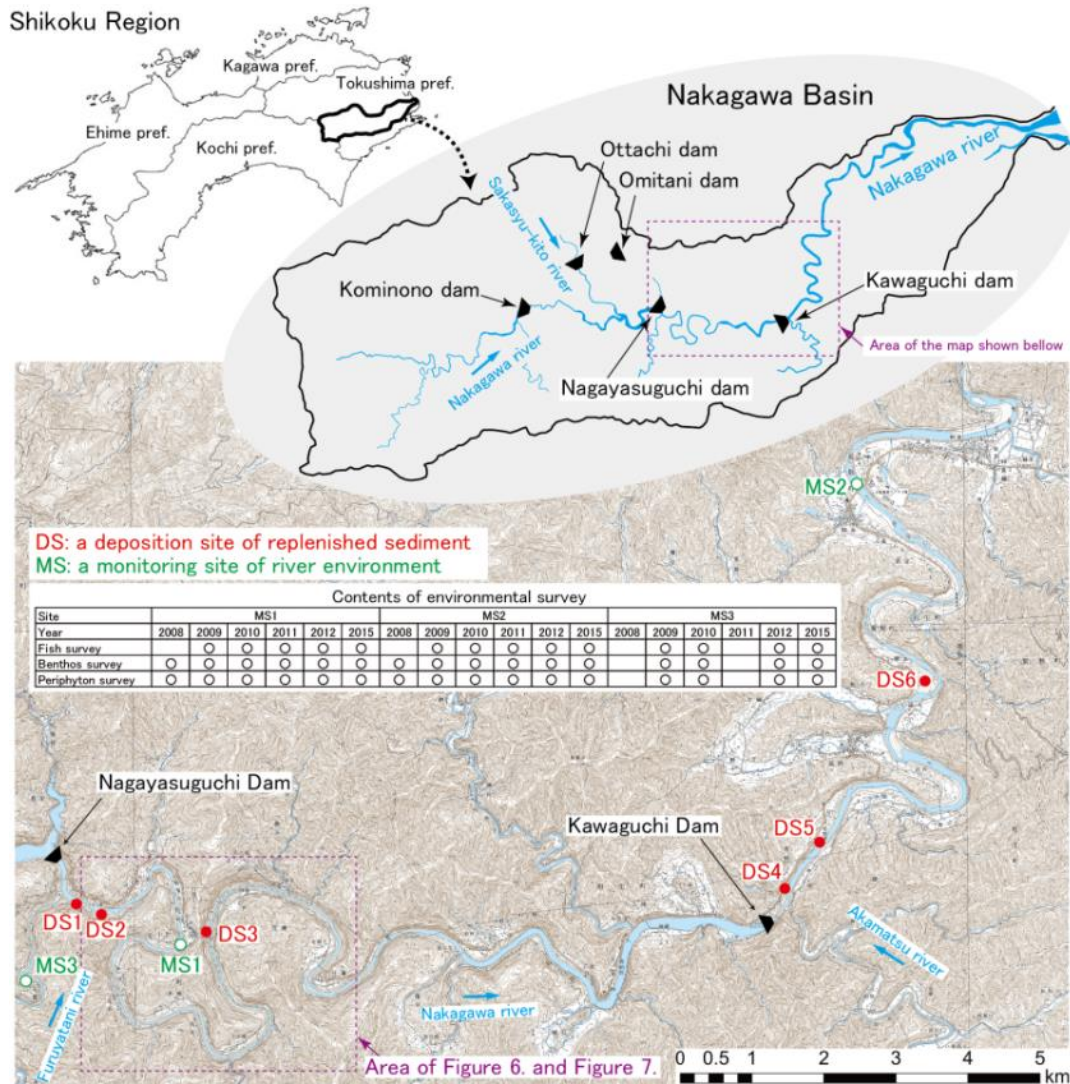 Shikoku Region
Kagawa pref.
Tokushima pref.
Ehime pref.
Kochi pref.
Nakagawa Basin
Ottachi dam
Omitani dam
Nakagawa river
Sakasyu-kito river
Kominono dam
Kawaguchi dam
Area of the map shown bellow
Nakagawa river
Nagayasuguchi dam
MS2
DS: a deposition site of replenished sediment
MS: a monitoring site of river environment
Contents of environmental survey
Site MS1 MS2 MS3
Year 2008 2009 2010 2011 2012 2015 2008 2009 2010 2011 2012 2015 2008 2009 2010 2011 2012 2015
Fish survey ○ ○ ○ ○ ○ ○ ○ ○ ○ ○ ○ ○ ○ ○
Benthos survey ○ ○ ○ ○ ○ ○ ○ ○ ○ ○ ○ ○ ○ ○ ○ ○
Periphyton survey ○ ○ ○ ○ ○ ○ ○ ○ ○ ○ ○ ○ ○ ○ ○ ○
DS6
Nagayasuguchi Dam
Kawaguchi Dam
DS5
DS4
DS1
DS2
DS3
MS1
MS3
Akamatsu river
Furuyatani river
Nakagawa river
Area of Figure 6. and Figure 7.
0 0.5 1 2 3 4 5
km